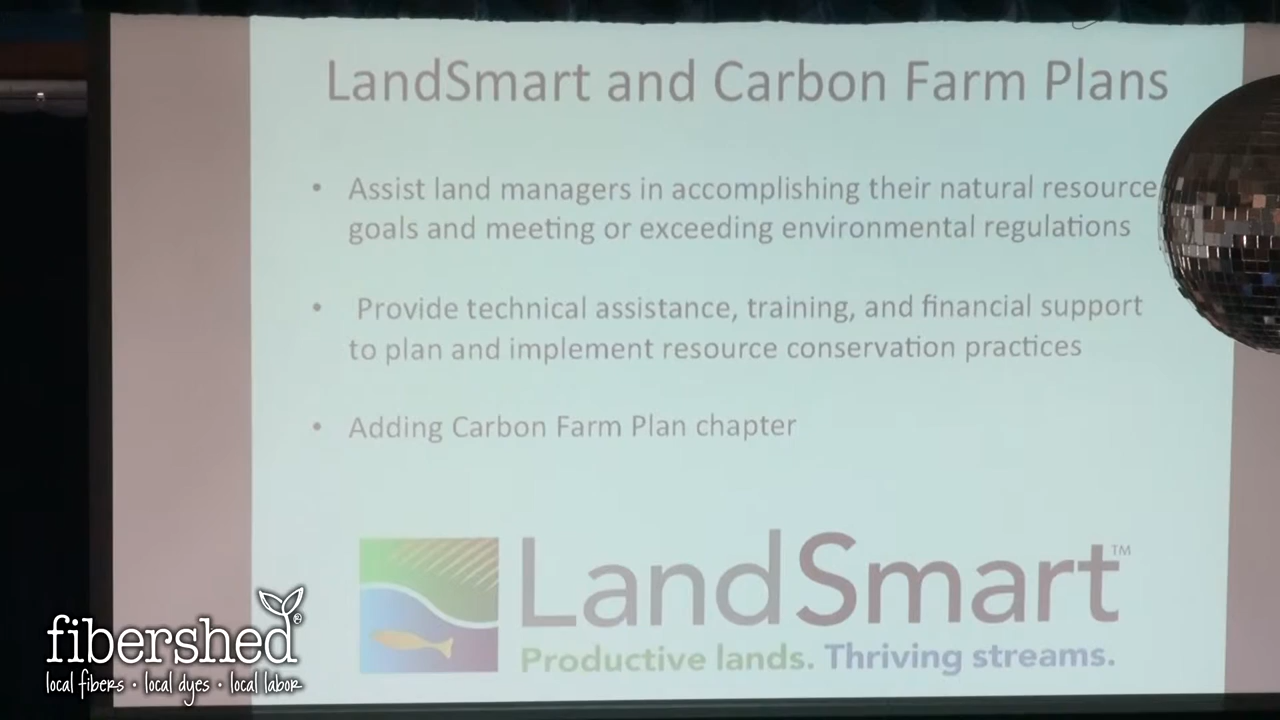 LandSmart and Carbon Farm Plans
• Assist land managers in accomplishing their natural resource
goals and meeting or exceeding environmental regulations
• Provide technical assistance, training, and financial support
to plan and implement resource conservation practices
• Adding Carbon Farm Plan chapter
LandSmart™
Productive lands. Thriving streams.
fibershed®
local fibers • local dyes • local labor